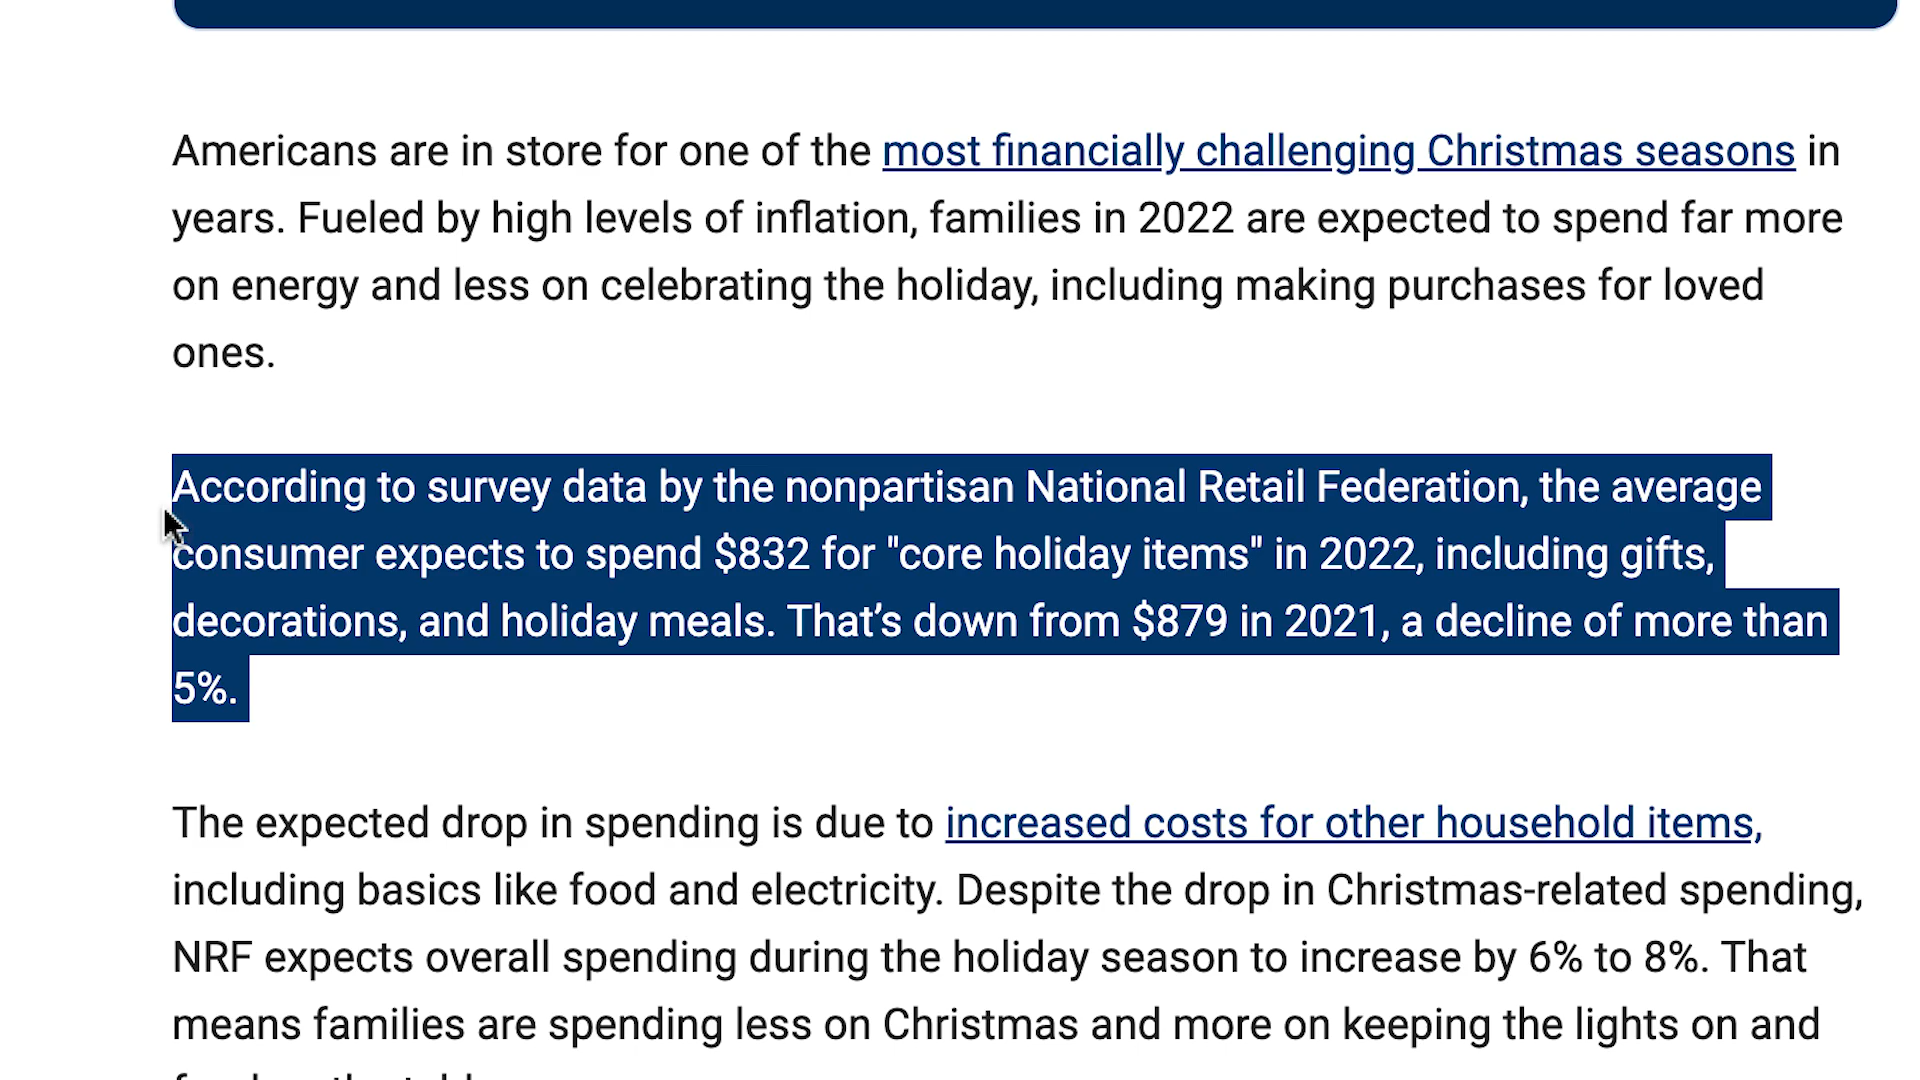 Americans are in store for one of the most financially challenging Christmas seasons in
years. Fueled by high levels of inflation, families in 2022 are expected to spend far more
on energy and less on celebrating the holiday, including making purchases for loved
ones.
According to survey data by the nonpartisan National Retail Federation, the average
consumer expects to spend $832 for "core holiday items" in 2022, including gifts,
decorations, and holiday meals. That’s down from $879 in 2021, a decline of more than
5%.
The expected drop in spending is due to increased costs for other household items,
including basics like food and electricity. Despite the drop in Christmas-related spending,
NRF expects overall spending during the holiday season to increase by 6% to 8%. That
means families are spending less on Christmas and more on keeping the lights on and